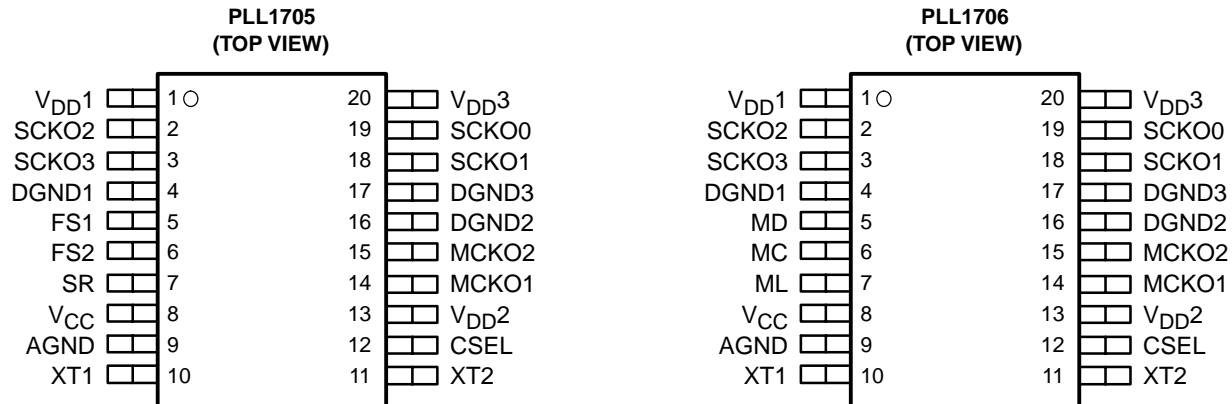 PLL1705
(TOP VIEW)
VDD1 1 20 VDD3
SCKO2 2 19 SCKO0
SCKO3 3 18 SCKO1
DGND1 4 17 DGND3
FS1 5 16 DGND2
FS2 6 15 MCKO2
SR 7 14 MCKO1
VCC 8 13 VDD2
AGND 9 12 CSEL
XT1 10 11 XT2
PLL1706
(TOP VIEW)
VDD1 1 20 VDD3
SCKO2 2 19 SCKO0
SCKO3 3 18 SCKO1
DGND1 4 17 DGND3
MD 5 16 DGND2
MC 6 15 MCKO2
ML 7 14 MCKO1
VCC 8 13 VDD2
AGND 9 12 CSEL
XT1 10 11 XT2